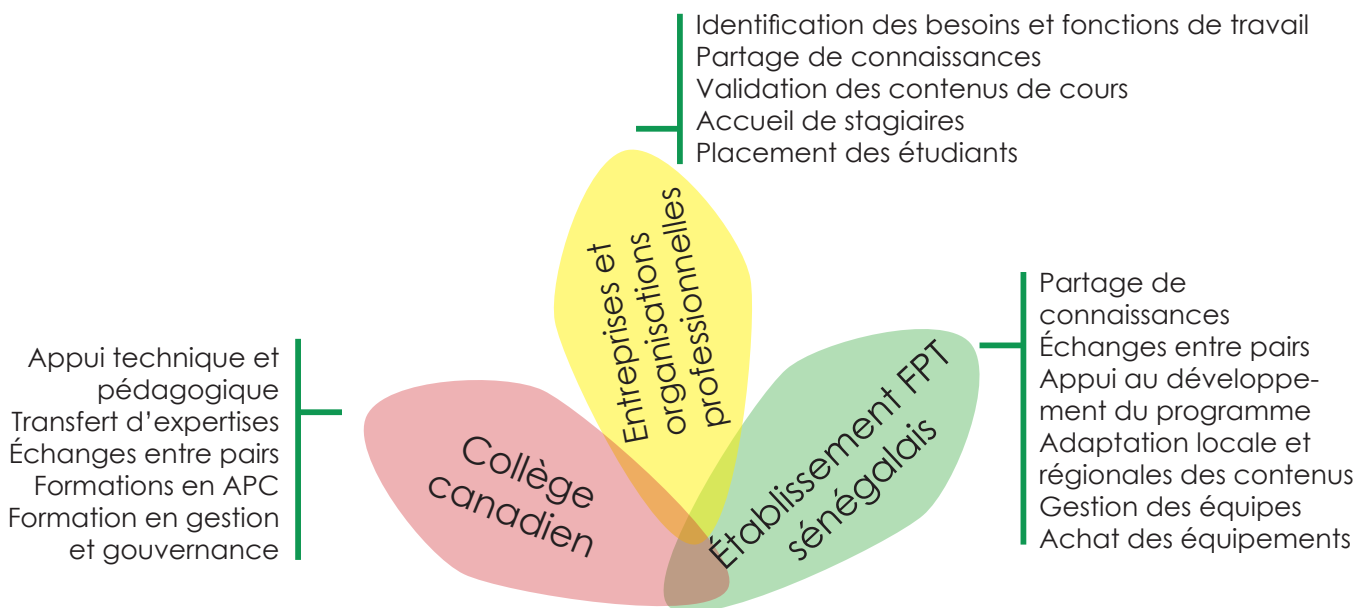 Identification des besoins et fonctions de travail
Partage de connaissances
Validation des contenus de cours
Accueil de stagiaires
Placement des étudiants
Entreprises et
organisations
professionnelles
Appui technique et
pédagogique
Transfert d’expertises
Échanges entre pairs
Formations en APC
Formation en gestion
et gouvernance
Collège
canadien
Établissement FPT
sénégalais
Partage de
connaissances
Échanges entre pairs
Appui au développe-
ment du programme
Adaptation locale et
régionales des contenus
Gestion des équipes
Achat des équipements